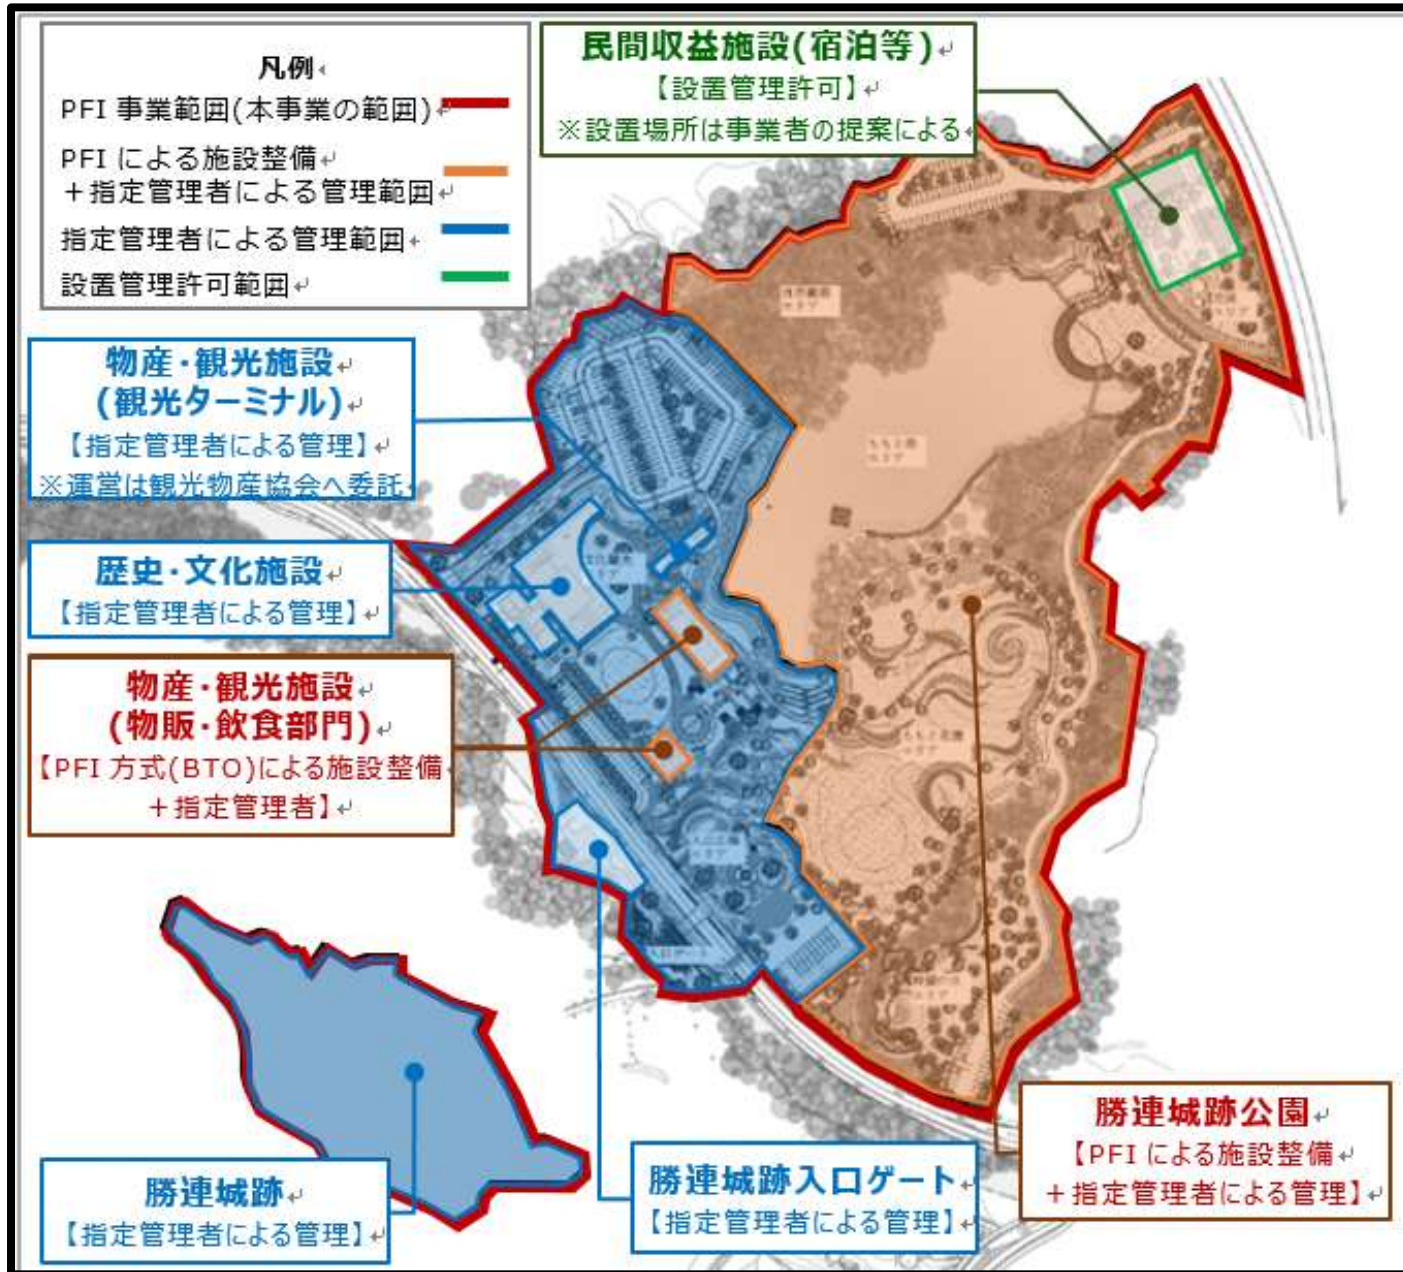 凡例
PFI 事業範囲(本事業の範囲)
PFI による施設整備
＋指定管理者による管理範囲
指定管理者による管理範囲
設置管理許可範囲
民間収益施設(宿泊等)
【設置管理許可】
※設置場所は事業者の提案による
物産・観光施設
(観光ターミナル)
【指定管理者による管理】
※運営は観光物産協会へ委託
歴史・文化施設
【指定管理者による管理】
物産・観光施設
(物販・飲食部門)
【PFI 方式(BTO)による施設整備
＋指定管理者】
勝連城跡
【指定管理者による管理】
勝連城跡入口ゲート
【指定管理者による管理】
勝連城跡公園
【PFI による施設整備
＋指定管理者による管理】